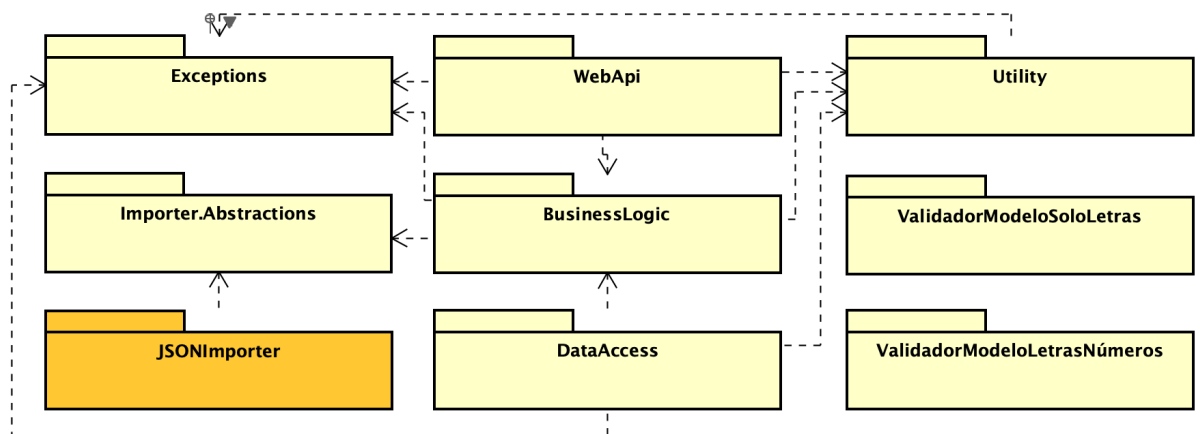 Exceptions
WebApi
Utility
Importer.Abstractions
BusinessLogic
ValidadorModeloSoloLetras
JSONImporter
DataAccess
ValidadorModeloLetrasNúmeros